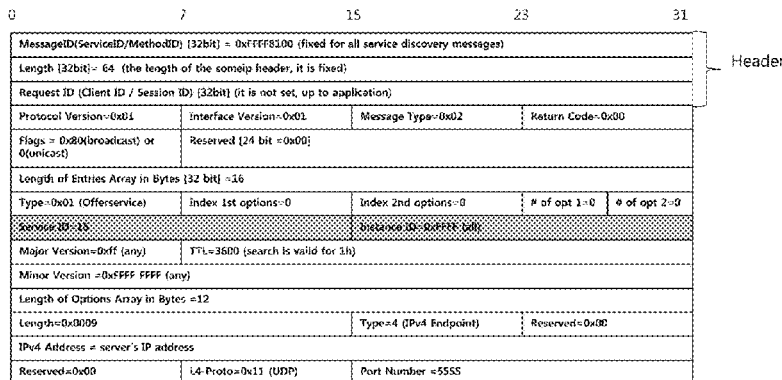 0 7 15 23 31
MessageID(ServiceID/MethodID) [32bit] = 0xFFFF8100 (fixed for all service discovery messages)
Header
Length [32bit]= 64 (the length of the someip header, it is fixed)
Request ID (Client ID / Session ID) [32bit] (it is not set, up to application)
Protocol Version=0x01 Interface Version=0x01 Message Type=0x02 Return Code=0x00
Flags = 0x80(broadcast) or 0(unicast) Reserved [24 bit =0x00]
Length of Entries Array in Bytes [32 bit] =16
Type=0x01 (Offerservice) Index 1st options=0 Index 2nd options=0 # of opt 1=0 # of opt 2=0
Service ID=15 Instance ID=0xFFFF (all)
Major Version=0xff (any) TTL=3600 (search is valid for 1h)
Minor Version =0xFFFF FFFF (any)
Length of Options Array in Bytes =12
Length=0x0009 Type=4 (IPv4 Endpoint) Reserved=0x00
IPv4 Address = server's IP address
Reserved=0x00 L4-Proto=0x11 (UDP) Port Number =5555